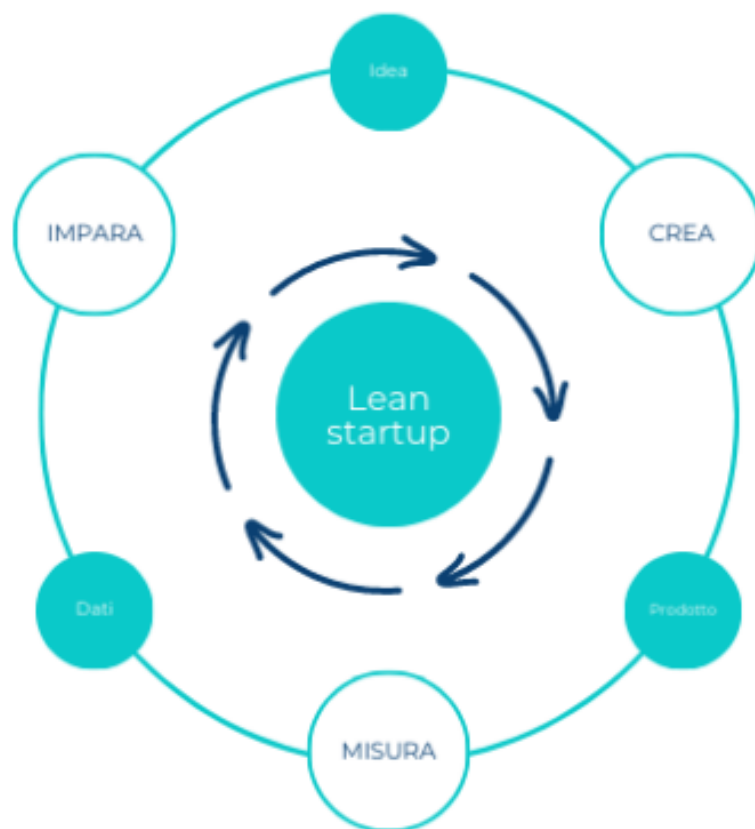 Idea
IMPARA
CREA
Lean
startup
Dati
Prodotto
MISURA